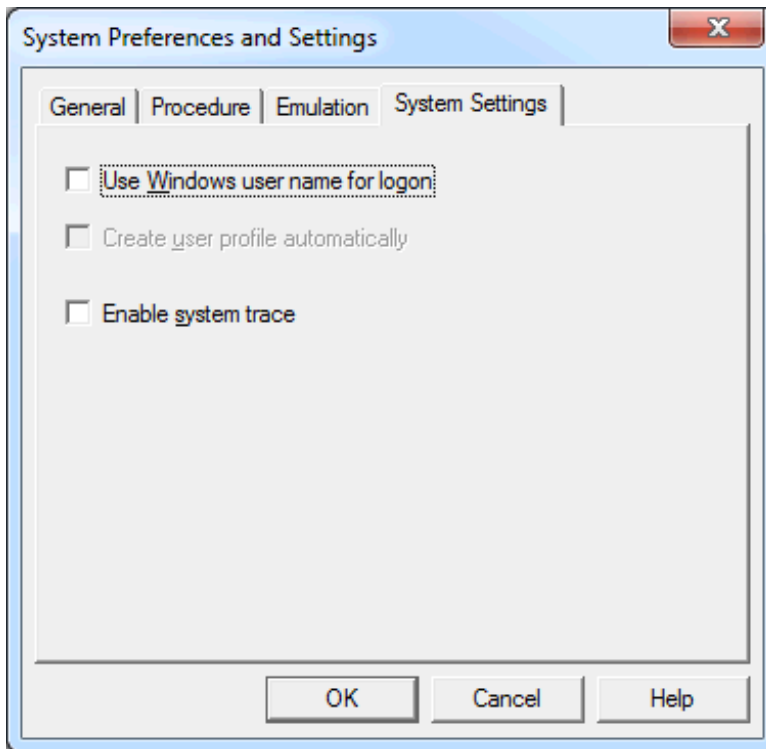 System Preferences and Settings
General Procedure Emulation System Settings
Use Windows user name for logon
Create user profile automatically
Enable system trace
OK Cancel Help